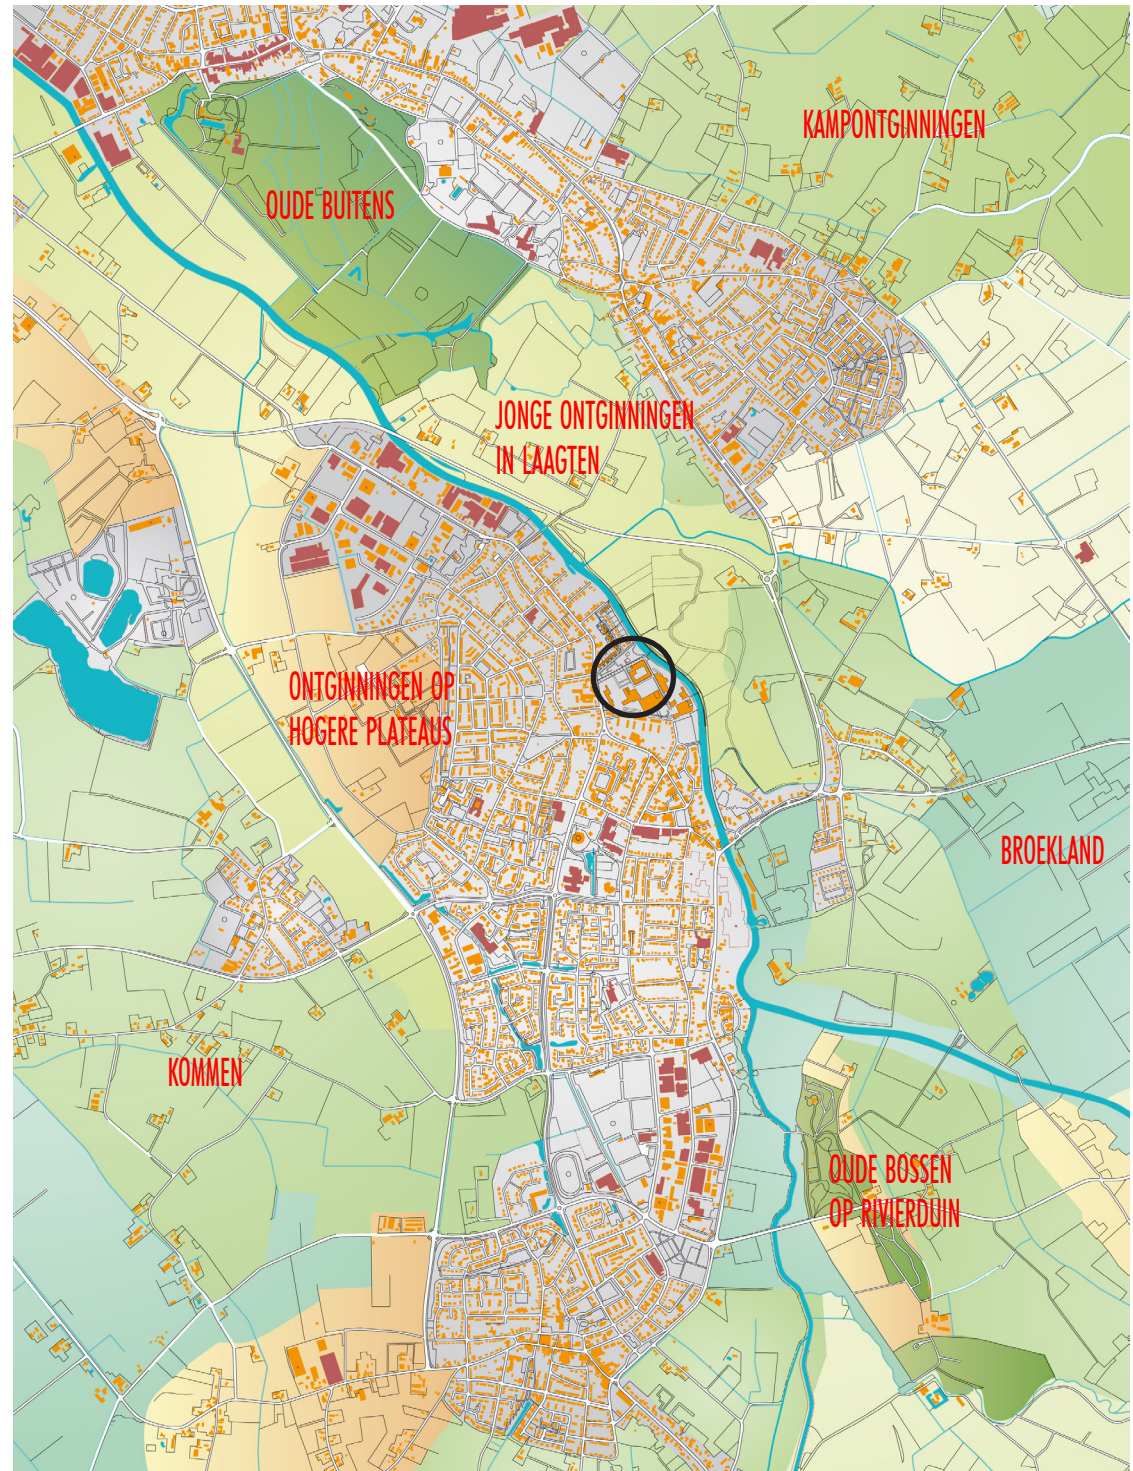 KAMPONTGINNINGEN
OUDE BUITENS
JONGE ONTGINNINGEN
IN LAAGTEN
ONTGINNINGEN OP
HOGERE PLATEAUS
BROEKLAND
KOMMEN
OUDE BOSSEN
OP RIVIERDUIN